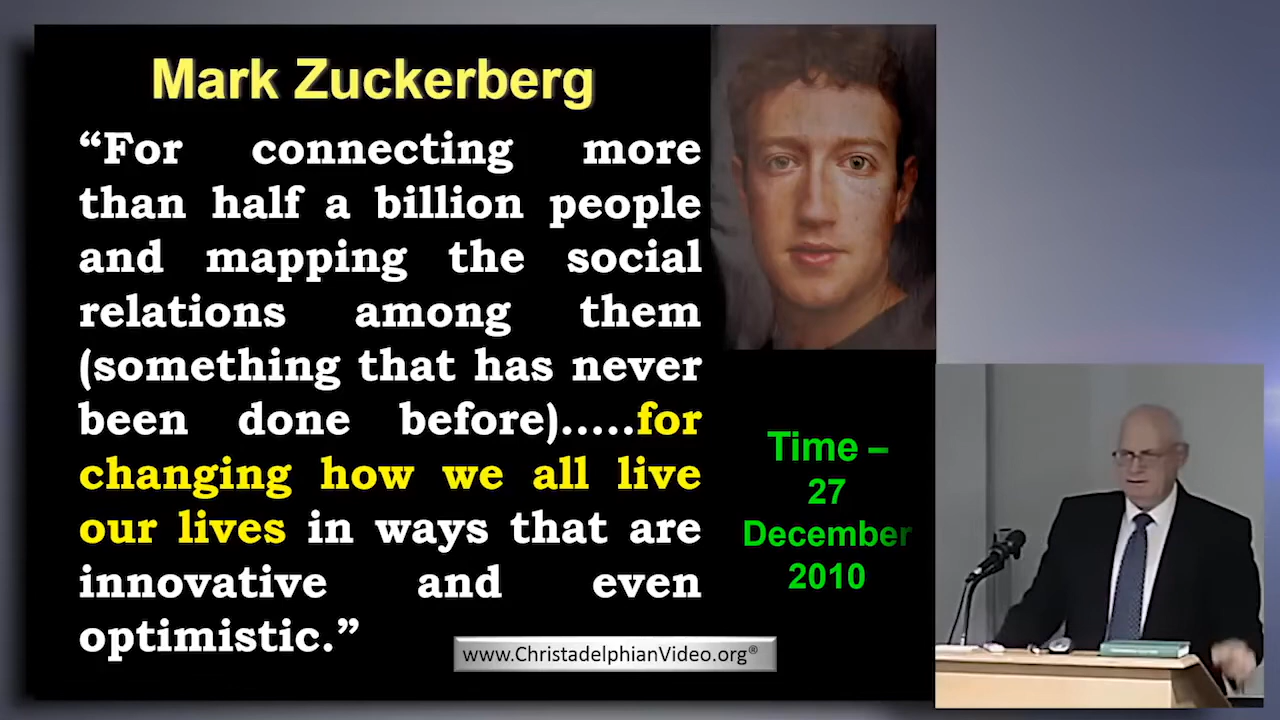 Mark Zuckerberg
“For connecting more
than half a billion people
and mapping the social
relations among them
(something that has never
been done before).....for
changing how we all live
our lives in ways that are
innovative and even
optimistic.”
Time –
27
December
2010
www.ChristadelphianVideo.org®